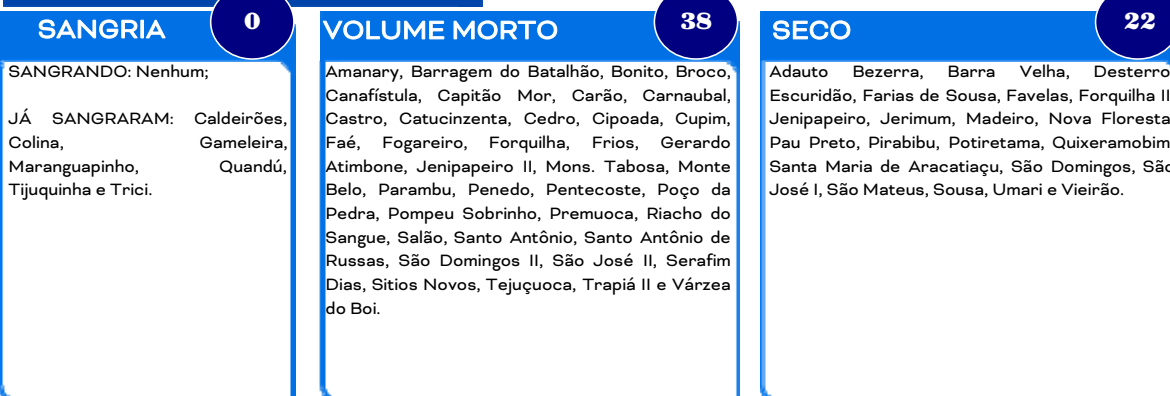 SANGRIA
0
SANGRANDO: Nenhum;
JÁ SANGRARAM: Caldeirões,
Colina, Gameleira,
Maranguapinho, Quandú,
Tijuquinha e Trici.
VOLUME MORTO
38
Amanary, Barragem do Batalhão, Bonito, Broco,
Canafístula, Capitão Mor, Carão, Carnaubal,
Castro, Catucinzenta, Cedro, Cipoada, Cupim,
Faé, Fogareiro, Forquilha, Frios, Gerardo
Atimbone, Jenipapeiro II, Mons. Tabosa, Monte
Belo, Parambu, Penedo, Pentecoste, Poço da
Pedra, Pompeu Sobrinho, Premuoca, Riacho do
Sangue, Salão, Santo Antônio, Santo Antônio de
Russas, São Domingos II, São José II, Serafim
Dias, Sitios Novos, Tejuçuoca, Trapiá II e Várzea
do Boi.
SECO
22
Adauto Bezerra, Barra Velha, Desterro
Escuridão, Farias de Sousa, Favelas, Forquilha II
Jenipapeiro, Jerimum, Madeiro, Nova Floresta
Pau Preto, Pirabibu, Potiretama, Quixeramobim
Santa Maria de Aracatiaçu, São Domingos, São
José I, São Mateus, Sousa, Umari e Vieirão.